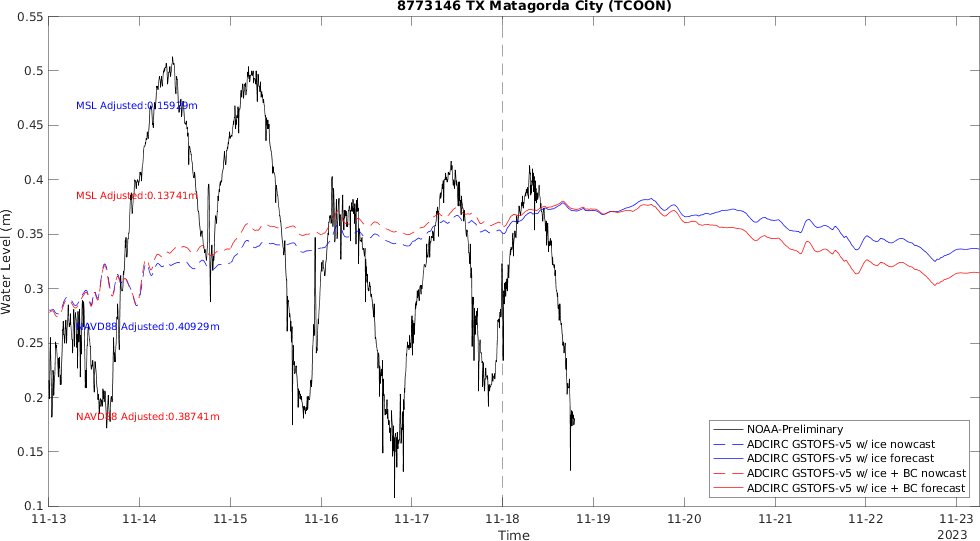 8773146 TX Matagorda City (TCOON)
0.55
0.5
0.45
0.4
0.35
0.3
0.25
0.2
0.15
0.1
Water Level (m)
MSL Adjusted:0.15929m
MSL Adjusted:0.13741m
NAVD88 Adjusted:0.40929m
NAVD88 Adjusted:0.38741m
NOAA-Preliminary
ADCIRC GSTOFS-v5 w/ ice nowcast
ADCIRC GSTOFS-v5 w/ ice forecast
ADCIRC GSTOFS-v5 w/ ice + BC nowcast
ADCIRC GSTOFS-v5 w/ ice + BC forecast
11-13 11-14 11-15 11-16 11-17 11-18 11-19 11-20 11-21 11-22 11-23
Time
2023